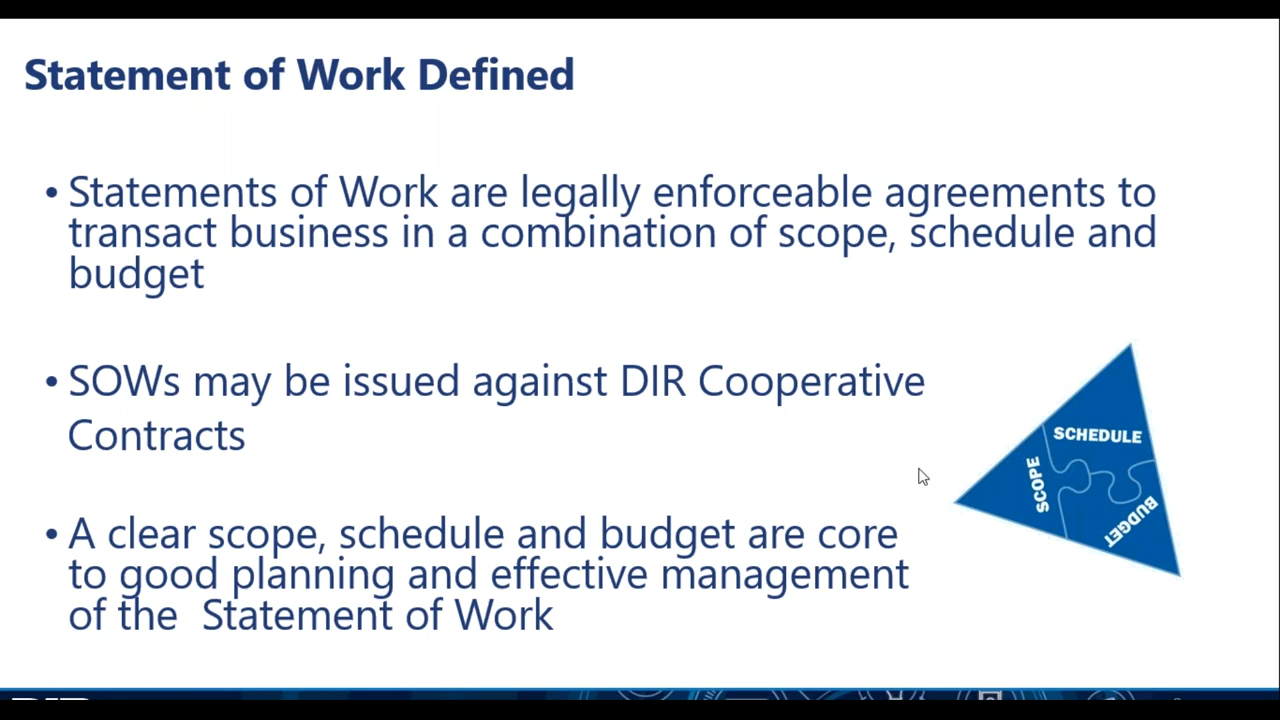 Statement of Work Defined
• Statements of Work are legally enforceable agreements to
transact business in a combination of scope, schedule and
budget
• SOWs may be issued against DIR Cooperative
Contracts
• A clear scope, schedule and budget are core
to good planning and effective management
of the  Statement of Work
SCHEDULE
SCOPE
BUDGET